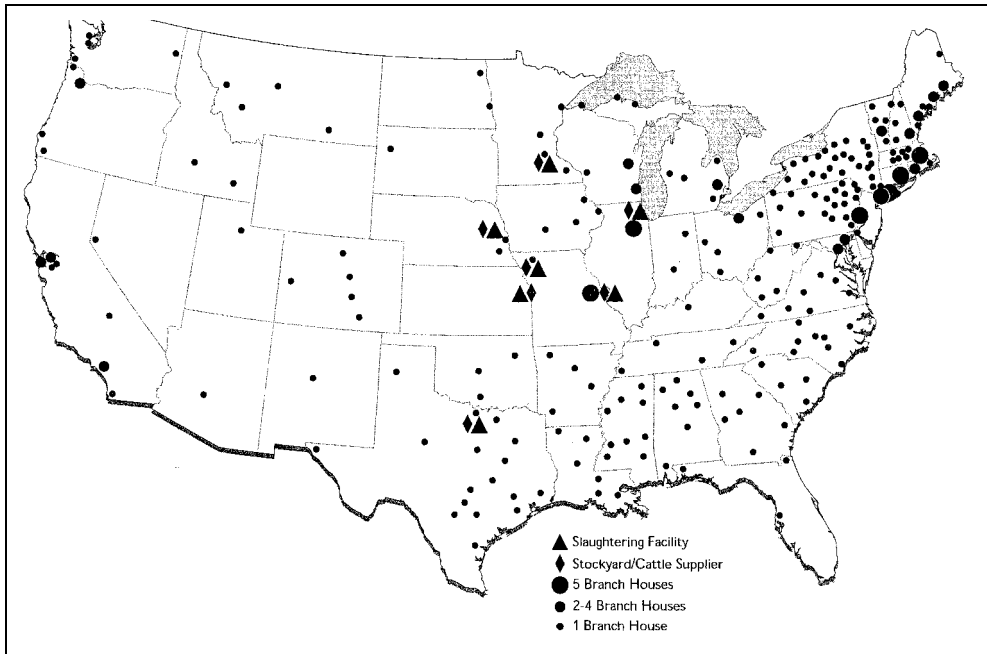 Slaughtering Facility
Stockyard/Cattle Supplier
5 Branch Houses
2-4 Branch Houses
1 Branch House